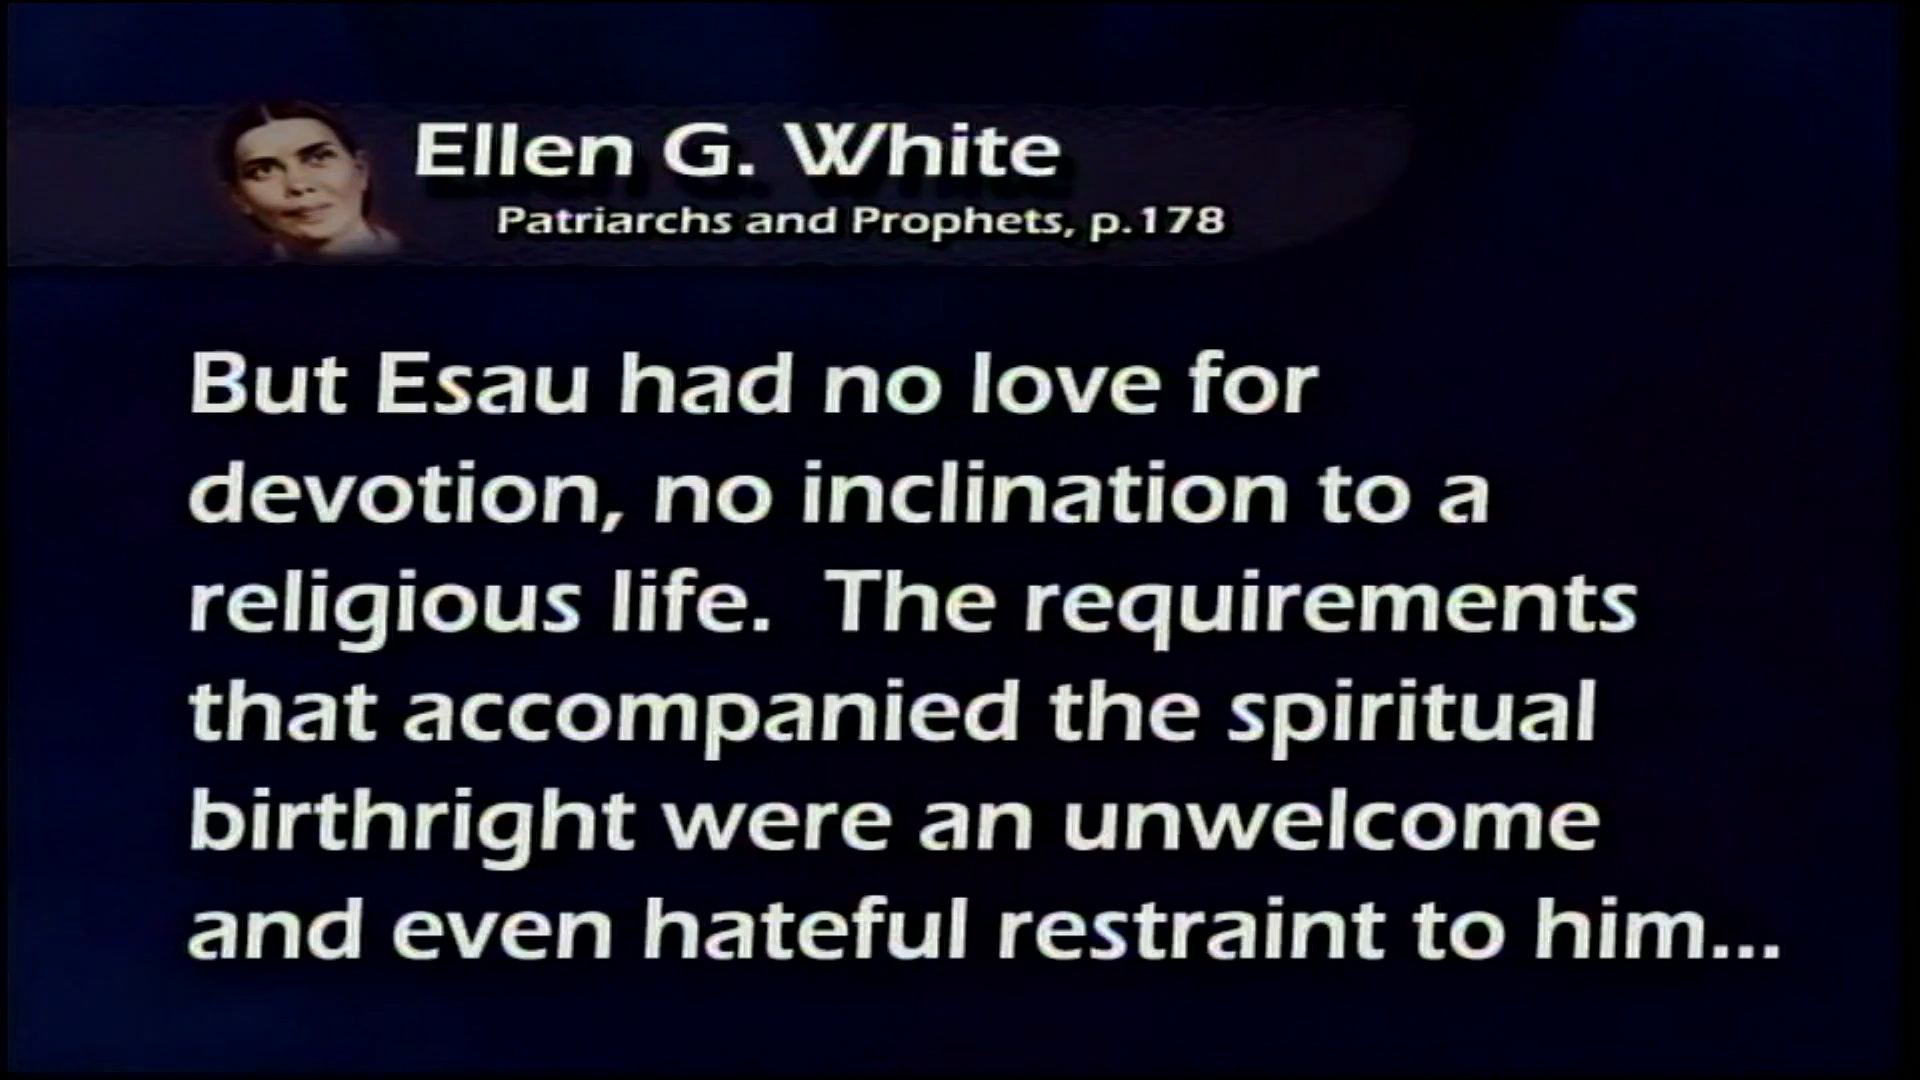 Ellen G. White
Patriarchs and Prophets, p.178
But Esau had no love for
devotion, no inclination to a
religious life.  The requirements
that accompanied the spiritual
birthright were an unwelcome
and even hateful restraint to him...